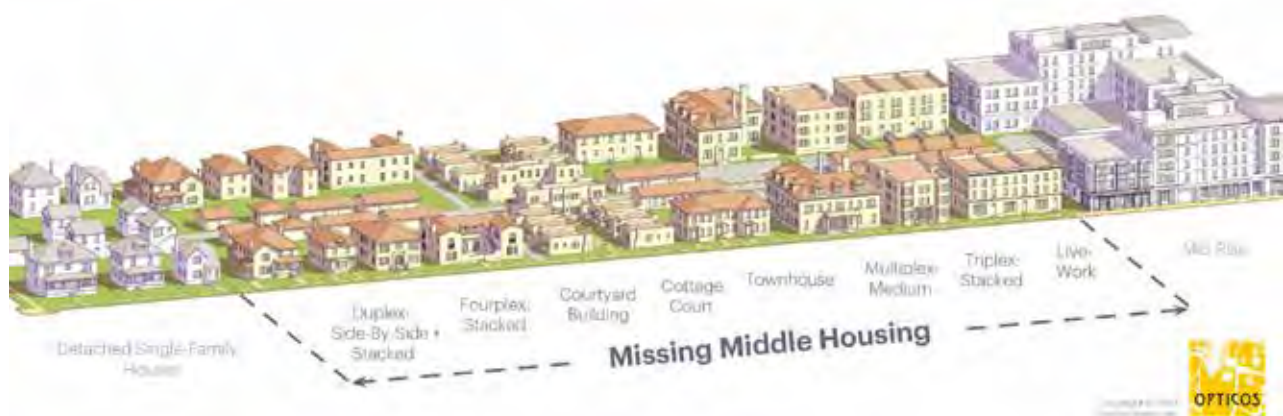 Detached Single-Family
Houses
Duplex:
Side-By-Side +
Stacked
Fourplex:
Stacked
Courtyard
Building
Cottage
Court
Townhouse
Multiplex:
Medium
Triplex:
Stacked
Live-
Work
Mid-Rise
Missing Middle Housing
OPTICOS